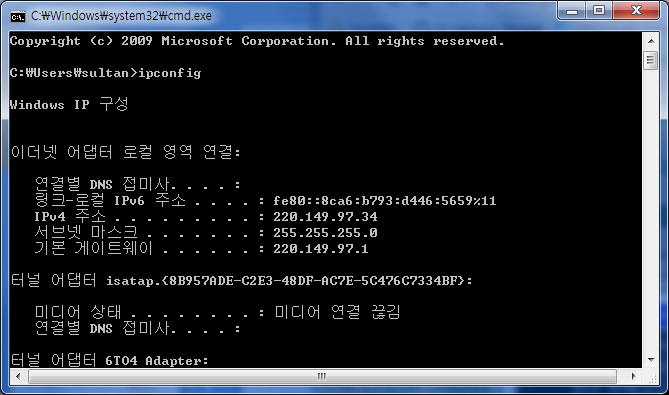 C:₩Windows₩system32₩cmd.exe
Copyright (c) 2009 Microsoft Corporation. All rights reserved.
C:₩Users₩sultan>ipconfig
Windows IP 구성
이더넷 어댑터 로컬 영역 연결:
연결별 DNS 접미사. . . . :
링크-로컬 IPv6 주소 . . . . . : fe80::8ca6:b793:d446:5659%11
IPv4 주소 . . . . . . . . . : 220.149.97.34
서브넷 마스크 . . . . . . . : 255.255.255.0
기본 게이트웨이 . . . . . . : 220.149.97.1
터널 어댑터 isatap.{8B957ADE-C2E3-48DF-AC7E-5C476C7334BF}:
미디어 상태 . . . . . . . . : 미디어 연결 끊김
연결별 DNS 접미사. . . . :
터널 어댑터 6TO4 Adapter: